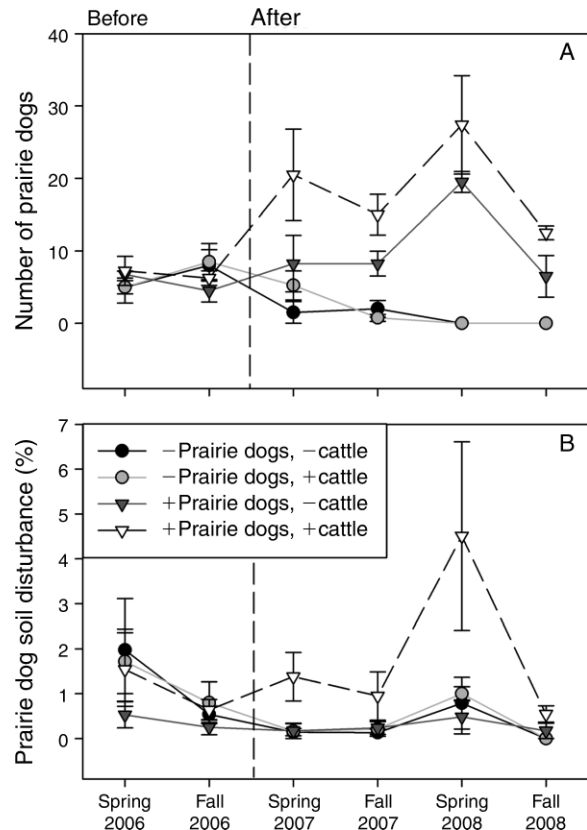 Before After
A
40
30
20
10
0
Number of prairie dogs
B
7
6
5
4
3
2
1
0
Prairie dog soil disturbance (%)
−Prairie dogs, −cattle
−Prairie dogs, +cattle
+Prairie dogs, −cattle
+Prairie dogs, +cattle
Spring Fall Spring Fall Spring Fall
2006 2006 2007 2007 2008 2008